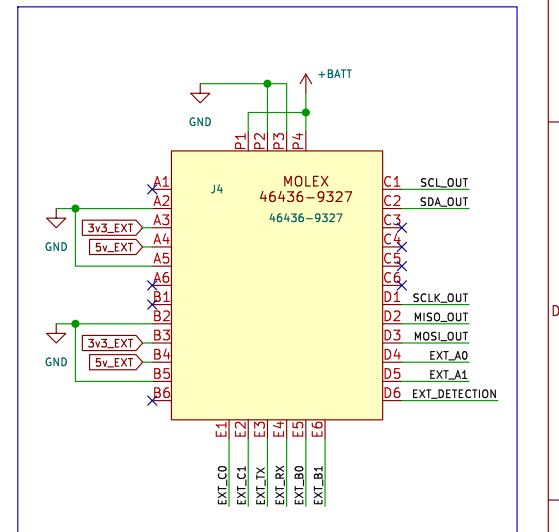 +BATT
GND
P1
P2
P3
P4
J4
MOLEX
46436-9327
46436-9327
A1
A2
A3
A4
A5
A6
B1
B2
B3
B4
B5
B6
GND
3v3_EXT
5v_EXT
GND
3v3_EXT
5v_EXT
C1 SCL_OUT
C2 SDA_OUT
C3
C4
C5
C6
D1 SCLK_OUT
D2 MISO_OUT
D3 MOSI_OUT
D4 EXT_A0
D5 EXT_A1
D6 EXT_DETECTION
E1
E2
E3
E4
E5
E6
EXT_C0
EXT_C1
EXT_TX
EXT_RX
EXT_B0
EXT_B1
D